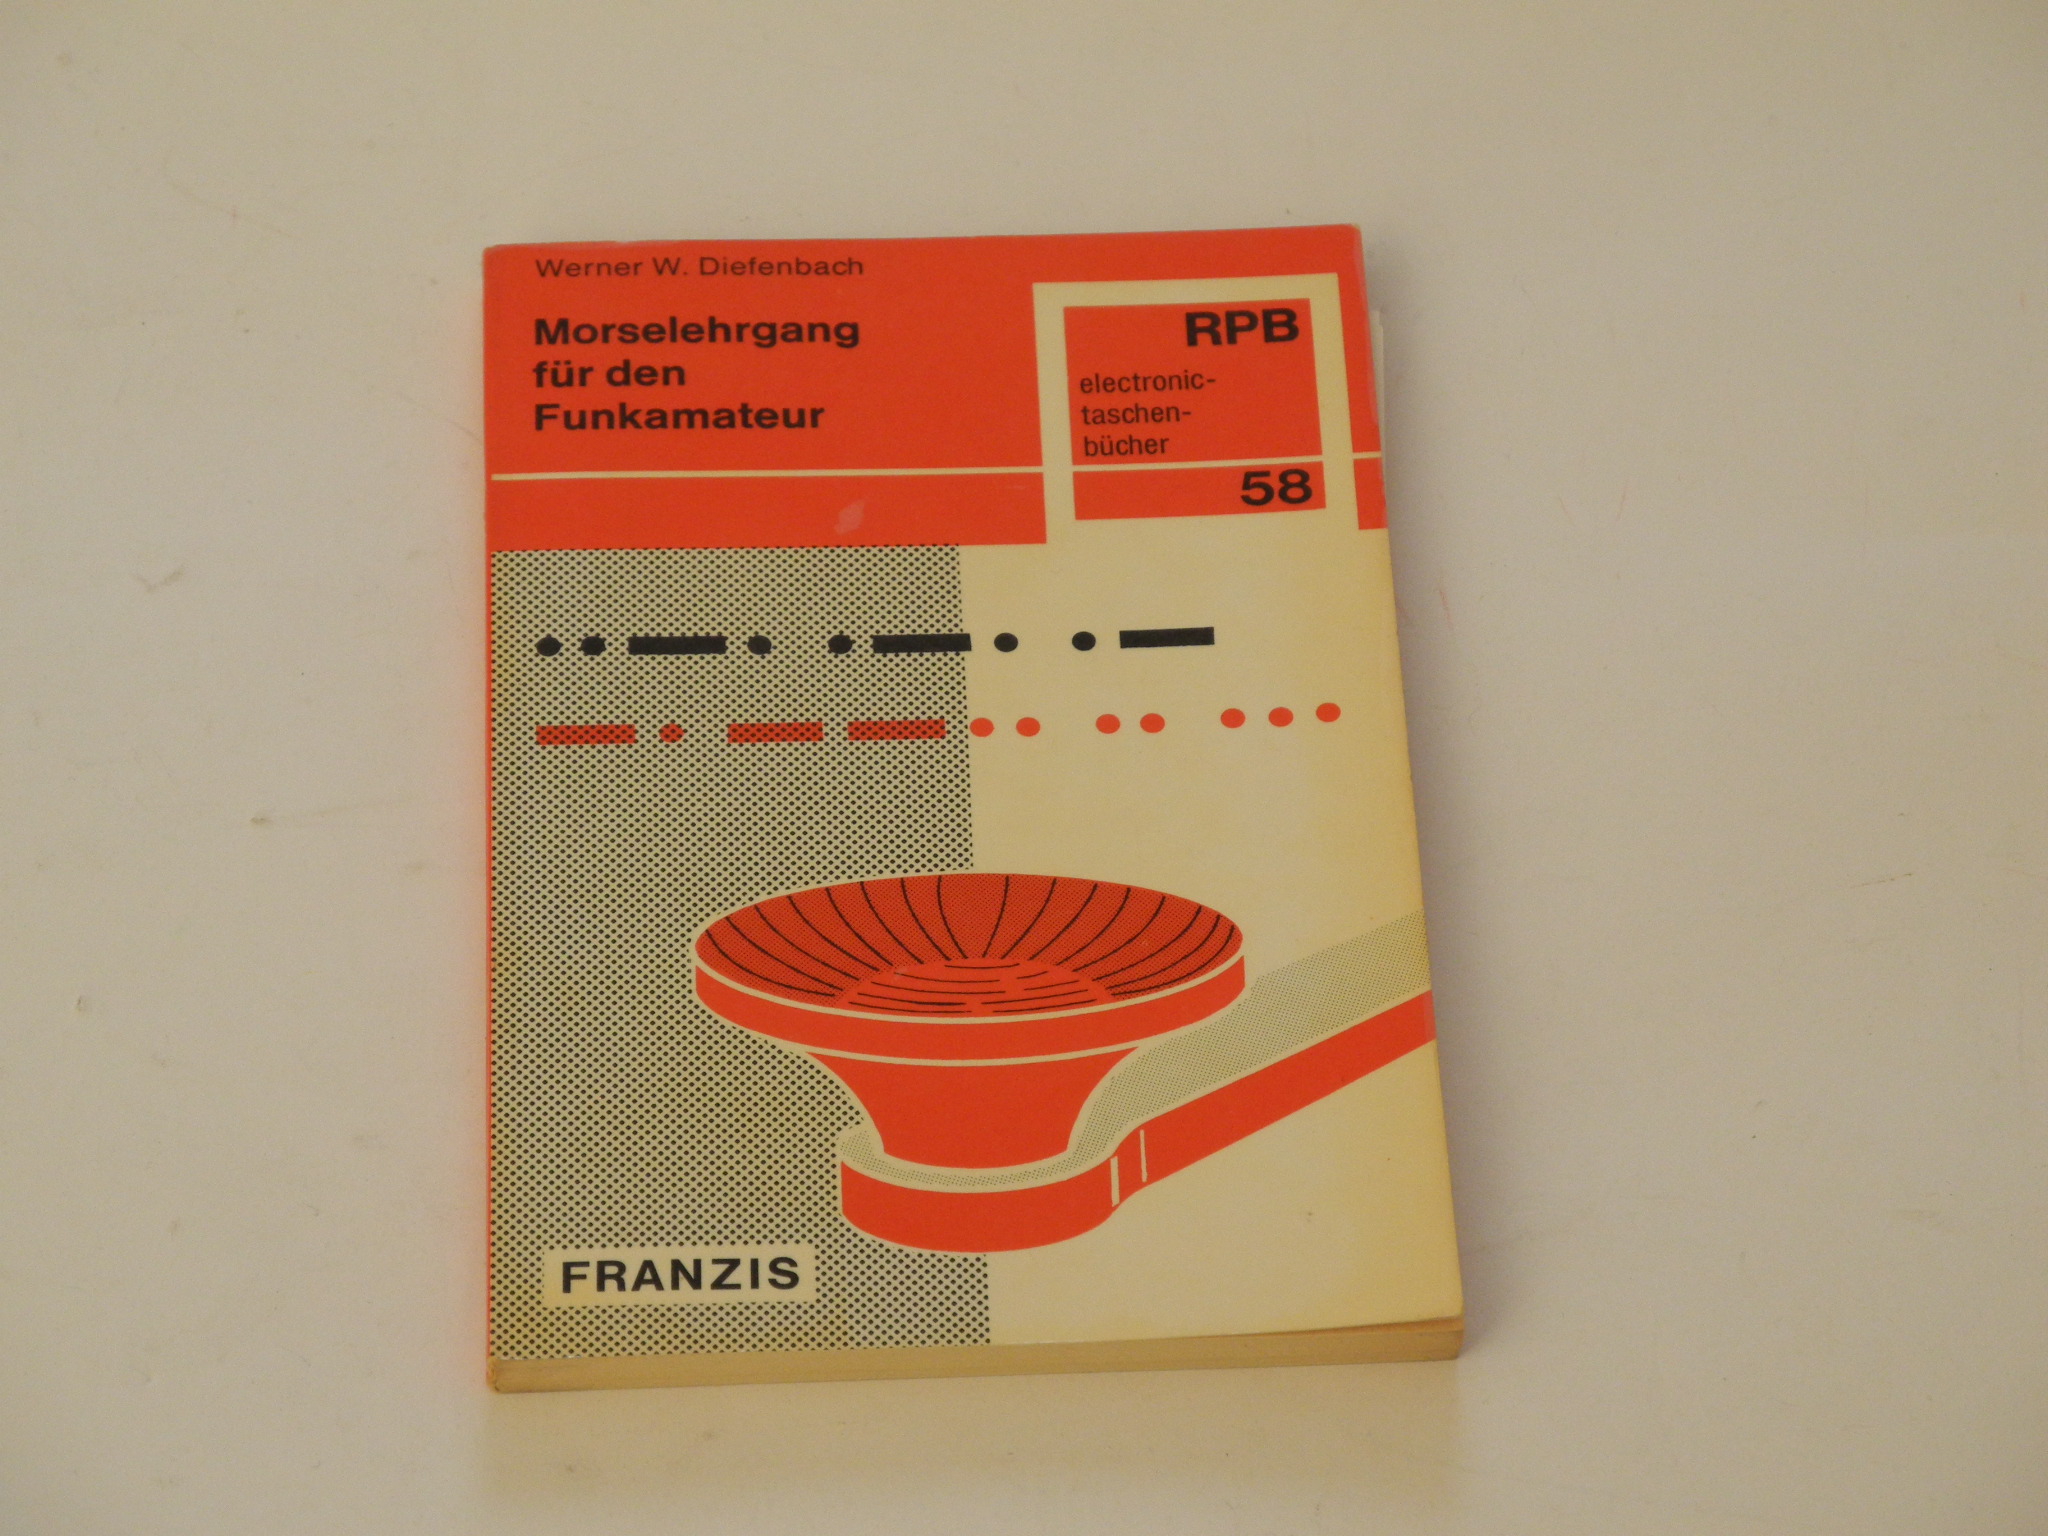 Werner W. Diefenbach
Morselehrgang
für den
Funkamateur
RPB
electronic-
taschen-
bücher
58
FRANZIS